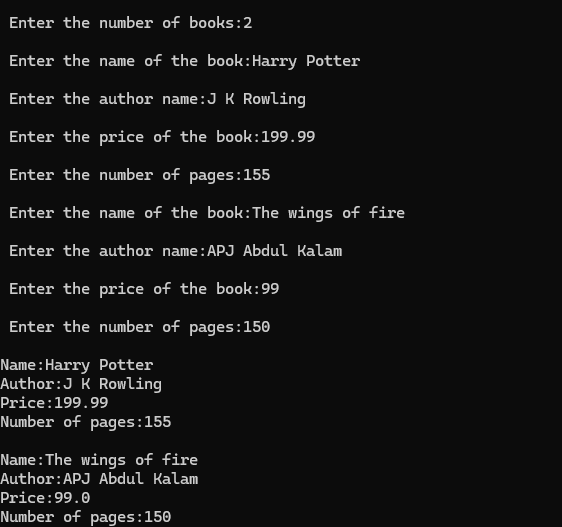 Enter the number of books:2
Enter the name of the book:Harry Potter
Enter the author name:J K Rowling
Enter the price of the book:199.99
Enter the number of pages:155
Enter the name of the book:The wings of fire
Enter the author name:APJ Abdul Kalam
Enter the price of the book:99
Enter the number of pages:150
Name:Harry Potter
Author:J K Rowling
Price:199.99
Number of pages:155
Name:The wings of fire
Author:APJ Abdul Kalam
Price:99.0
Number of pages:150